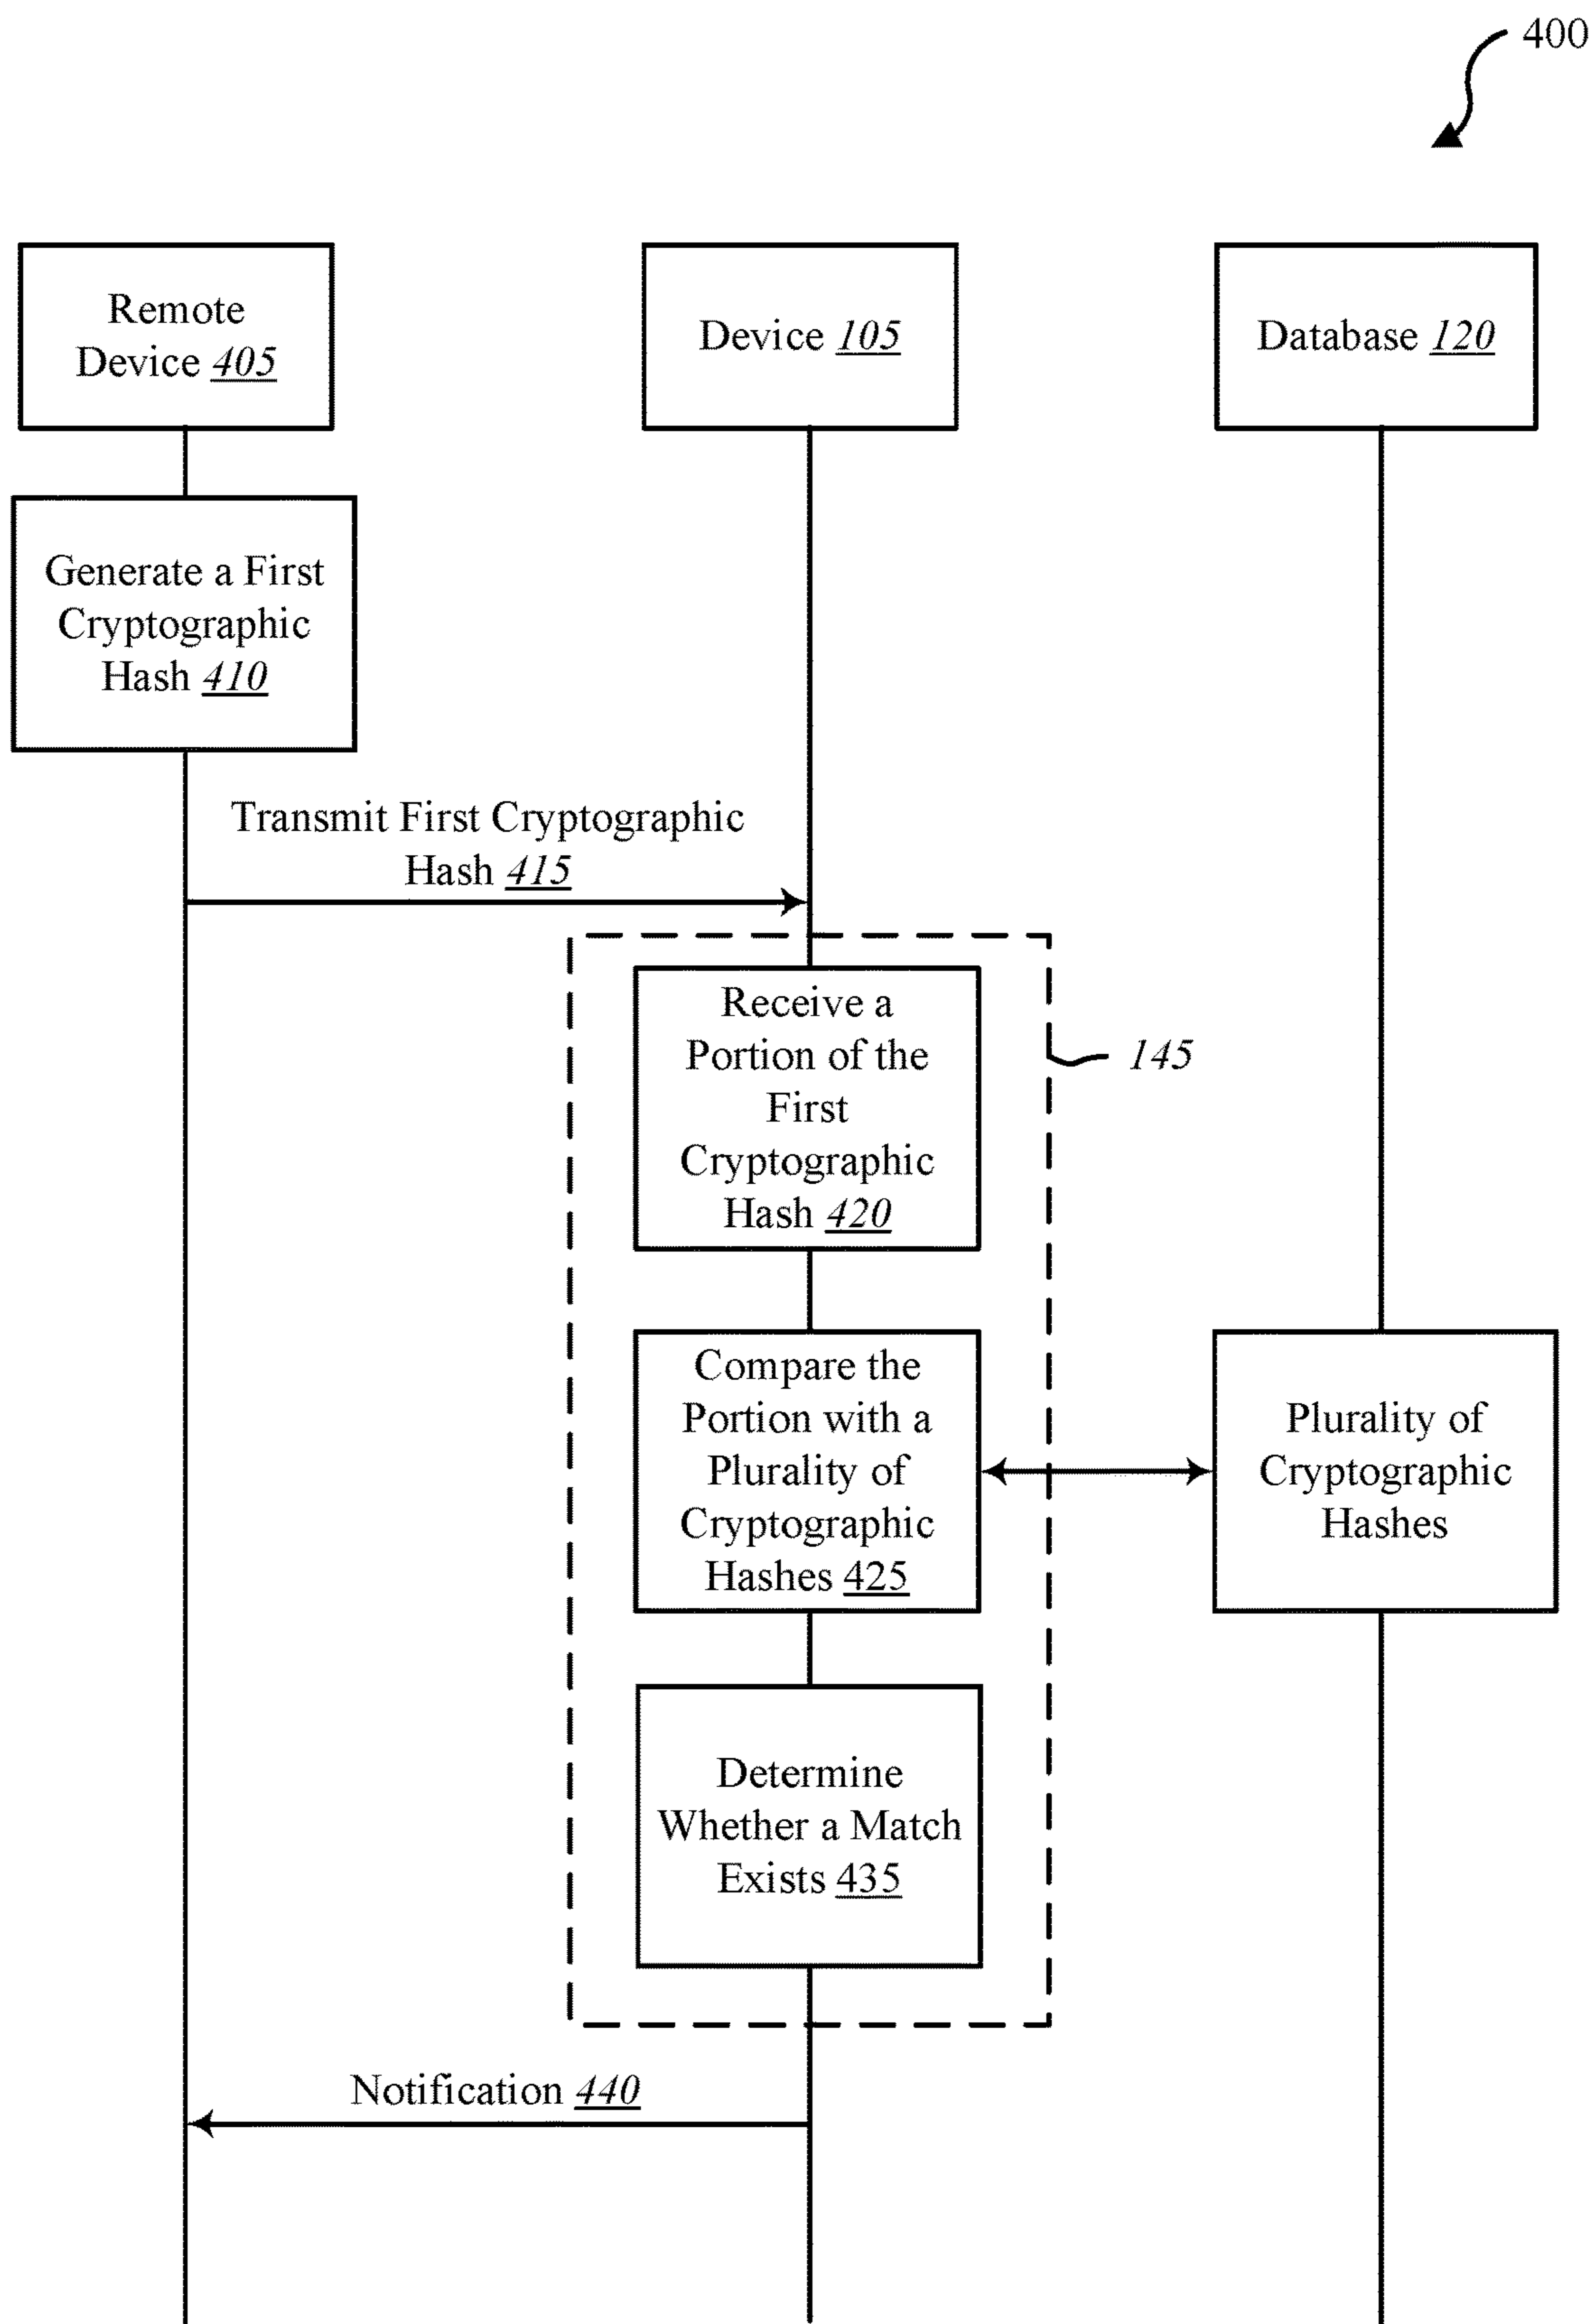 400
Remote
Device 405
Device 105
Database 120
Generate a First
Cryptographic
Hash 410
Transmit First Cryptographic
Hash 415
Receive a
Portion of the
First
Cryptographic
Hash 420
145
Compare the
Portion with a
Plurality of
Cryptographic
Hashes 425
Plurality of
Cryptographic
Hashes
Determine
Whether a Match
Exists 435
Notification 440